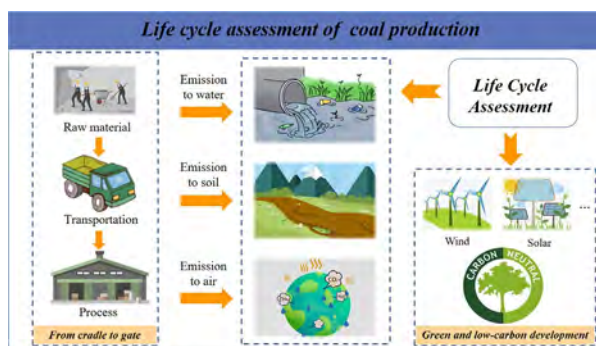 Life cycle assessment of coal production
Raw material
Transportation
Process
From cradle to gate
Emission
to water
Emission
to soil
Emission
to air
Life Cycle
Assessment
Wind
Solar
...
CARBON NEUTRAL
Green and low-carbon development